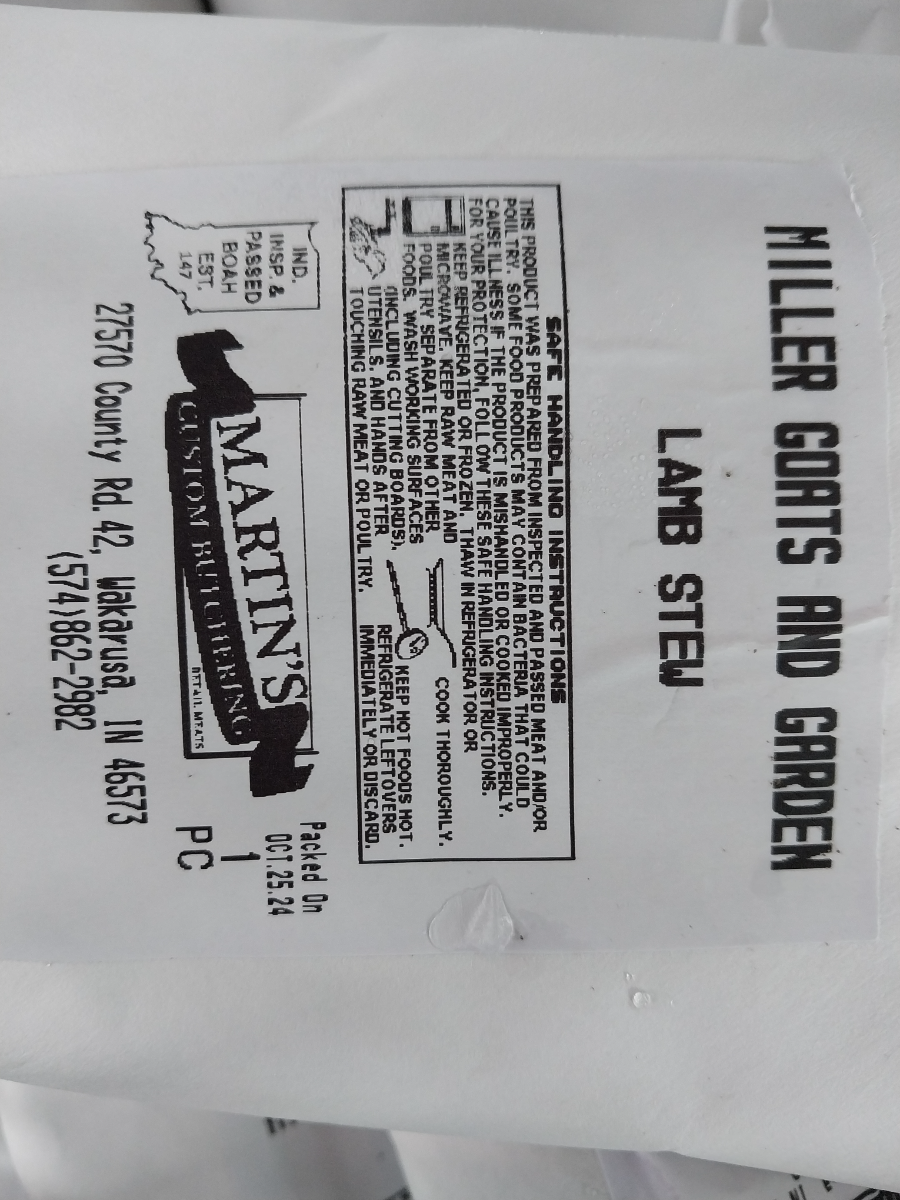 MILLER GOATS AND GARDEN
LAMB STEW
SAFE HANDLING INSTRUCTIONS
THIS PRODUCT WAS PREPARED FROM INSPECTED AND PASSED MEAT AND/OR
POULTRY. SOME FOOD PRODUCTS MAY CONTAIN BACTERIA THAT COULD
CAUSE ILLNESS IF THE PRODUCT IS MISHANDLED OR COOKED IMPROPERLY.
FOR YOUR PROTECTION, FOLLOW THESE SAFE HANDLING INSTRUCTIONS.
KEEP REFRIGERATED OR FROZEN. THAW IN REFRIGERATOR OR
MICROWAVE. KEEP RAW MEAT AND
POULTRY SEPARATE FROM OTHER
FOODS. WASH WORKING SURFACES
(INCLUDING CUTTING BOARDS),
UTENSILS, AND HANDS AFTER
TOUCHING RAW MEAT OR POULTRY.
COOK THOROUGHLY.
KEEP HOT FOODS HOT.
REFRIGERATE LEFTOVERS
IMMEDIATELY OR DISCARD.
IND.
INSP. &
PASSED
BOAH
EST.
147
MARTIN'S
CUSTOM BUTCHERING
RETAIL MEATS
Packed On
OCT.25.24
1
PC
27570 County Rd.42, Wakarusa, IN 46573
(574)862-2982